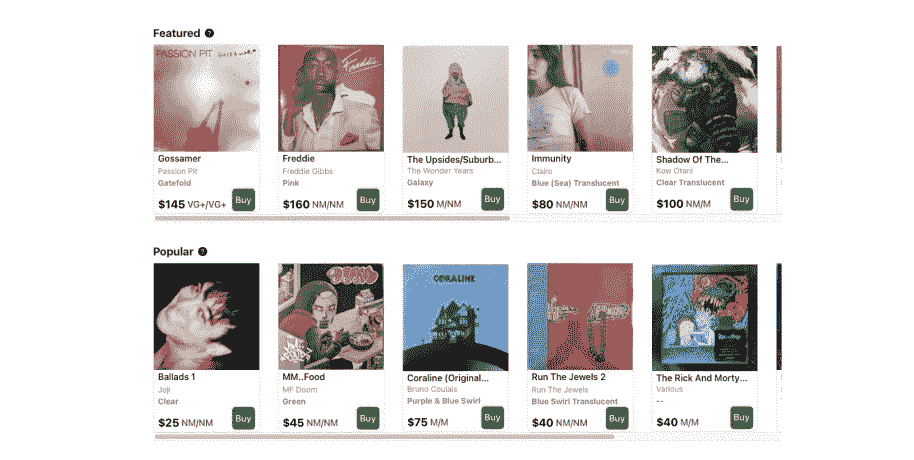 Featured ?
PASSION PIT Gossamer
Freddie
Gossamer
Passion Pit
Gatefold
$145 VG+/VG+ Buy
Freddie
Freddie Gibbs
Pink
$160 NM/NM Buy
The Upsides/Suburb...
The Wonder Years
Galaxy
$150 M/NM Buy
Immunity
Clairo
Blue (Sea) Translucent
$80 NM/NM Buy
Shadow Of The...
Kow Otani
Clear Translucent
$100 NM/M Buy
Popular ?
CORALINE
Ballads 1
Joji
Clear
$25 NM/NM Buy
MM..Food
MF Doom
Green
$45 NM/NM Buy
Coraline (Original...
Bruno Coulais
Purple & Blue Swirl
$75 M/M Buy
Run The Jewels 2
Run The Jewels
Blue Swirl Translucent
$40 NM/NM Buy
The Rick And Morty...
Various
--
$40 M/M Buy